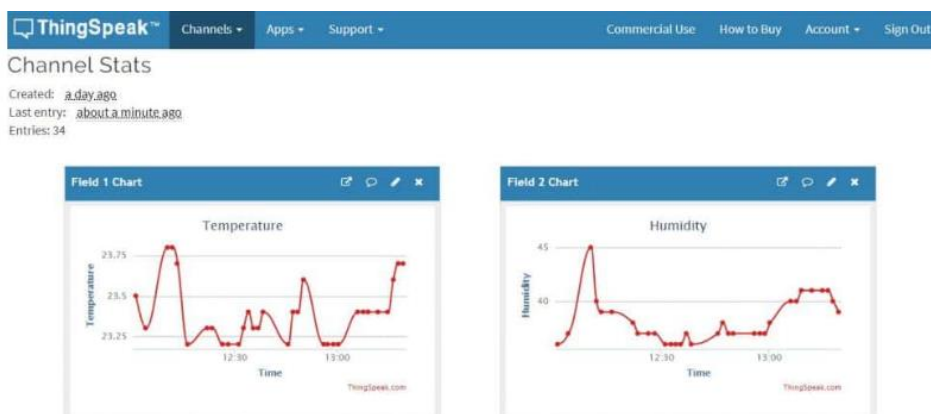 ThingSpeak™ Channels Apps Support Commercial Use How to Buy Account Sign Out
Channel Stats
Created: a day ago
Last entry: about a minute ago
Entries: 34
Field 1 Chart
Temperature
Temperature
23.75
23.5
23.25
12:30 13:00
Time
ThingSpeak.com
Field 2 Chart
Humidity
Humidity
45
40
12:30 13:00
Time
ThingSpeak.com